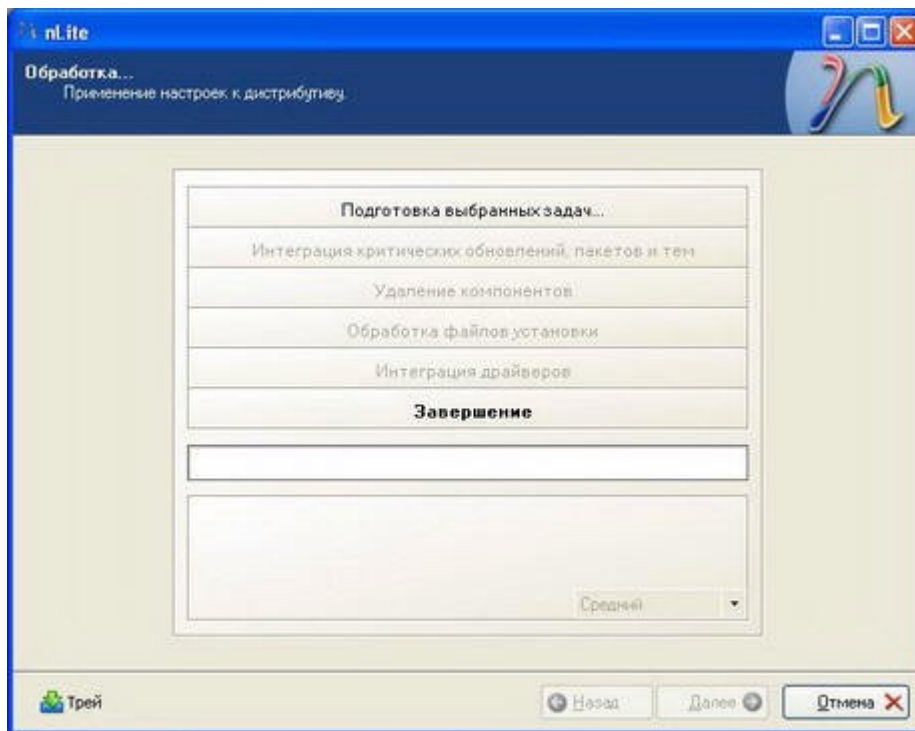 nLite
Обработка...
Применение настроек к дистрибутиву.
Подготовка выбранных задач...
Интеграция критических обновлений, пакетов и тем
Удаление компонентов
Обработка файлов установки
Интеграция драйверов
Завершение
Средний
Трей
Назад
Далее
Отмена